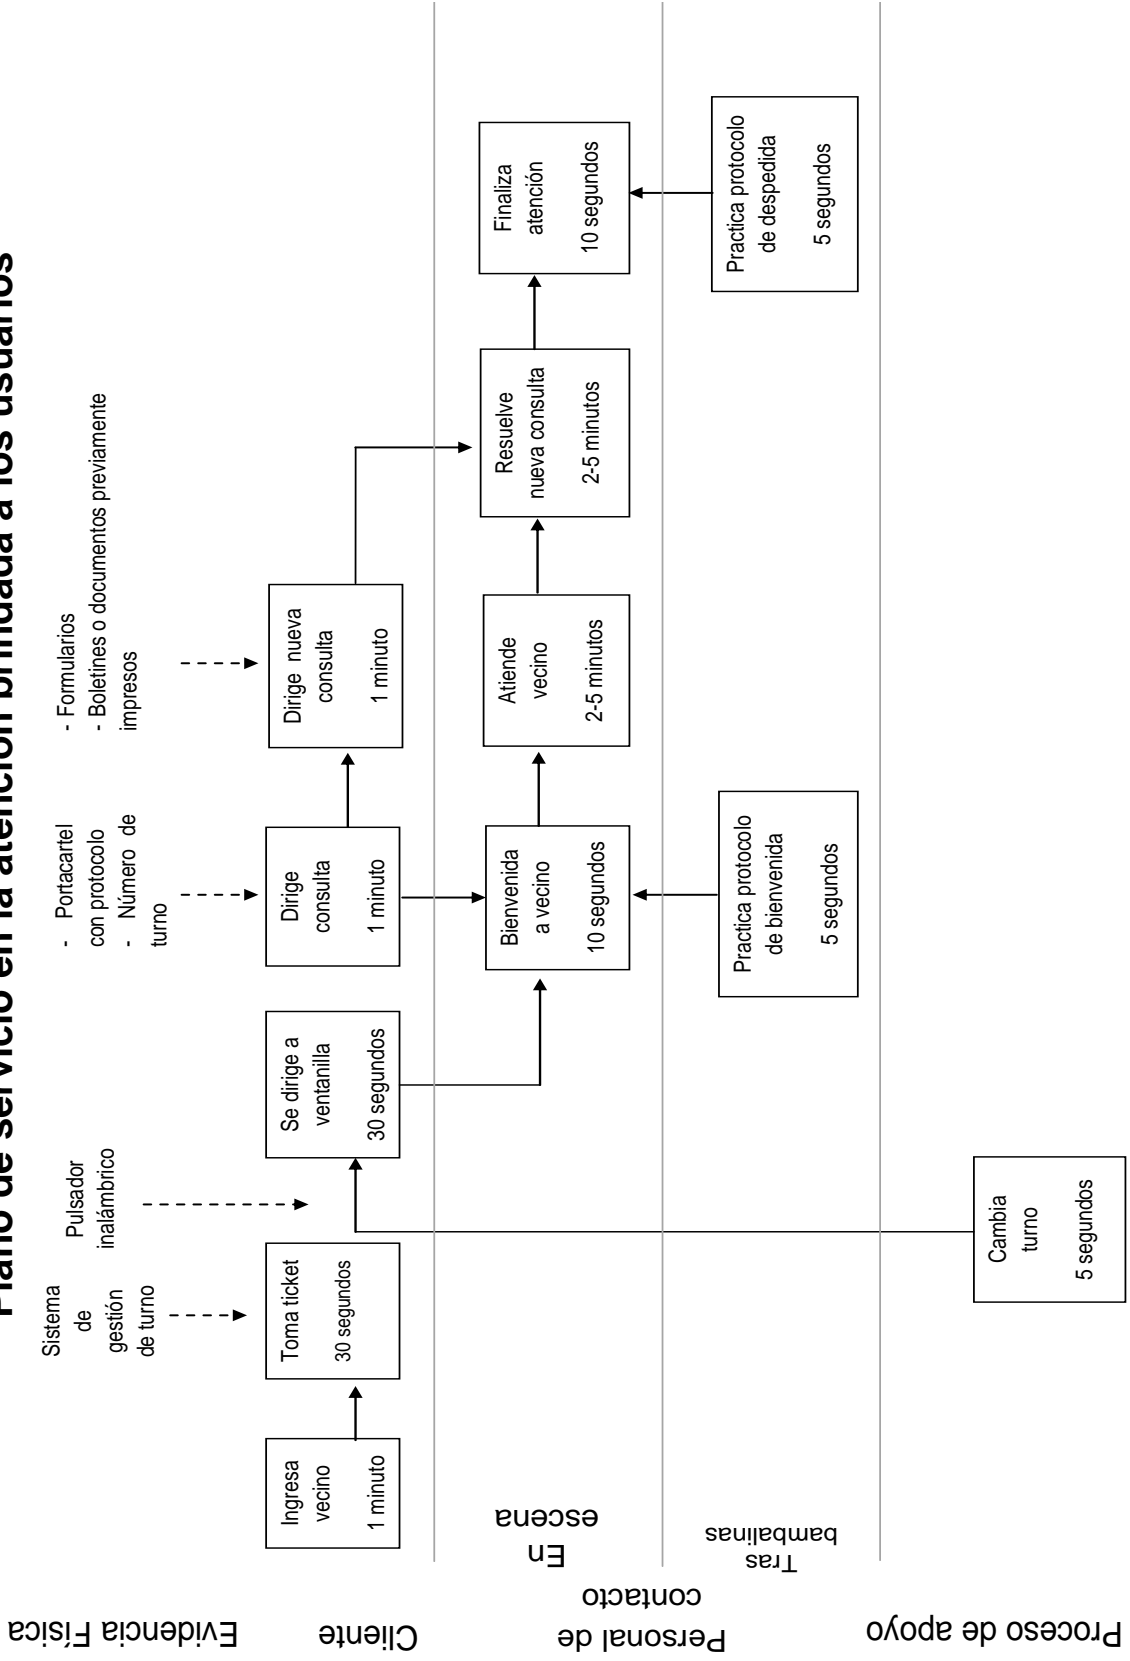 Plano de servicio en la atención brindada a los usuarios
Evidencia Física
Sistema
de
gestión
de turno
Pulsador
inalámbrico
- Portacartel
con protocolo
- Número de
turno
- Formularios
- Boletines o documentos previamente
impresos
Cliente
Ingresa
vecino
1 minuto
Toma ticket
30 segundos
Se dirige a
ventanilla
30 segundos
Dirige
consulta
1 minuto
Dirige nueva
consulta
1 minuto
Personal de
contacto
En
escena
Bienvenida
a vecino
10 segundos
Atiende
vecino
2-5 minutos
Resuelve
nueva consulta
2-5 minutos
Finaliza
atención
10 segundos
Tras
bambalinas
Practica protocolo
de bienvenida
5 segundos
Practica protocolo
de despedida
5 segundos
Proceso de apoyo
Cambia
turno
5 segundos